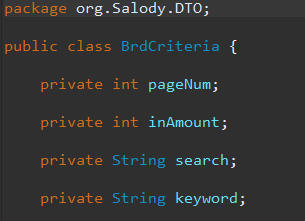 package org.Salody.DTO;
public class BrdCriteria {
private int pageNum;
private int inAmount;
private String search;
private String keyword;